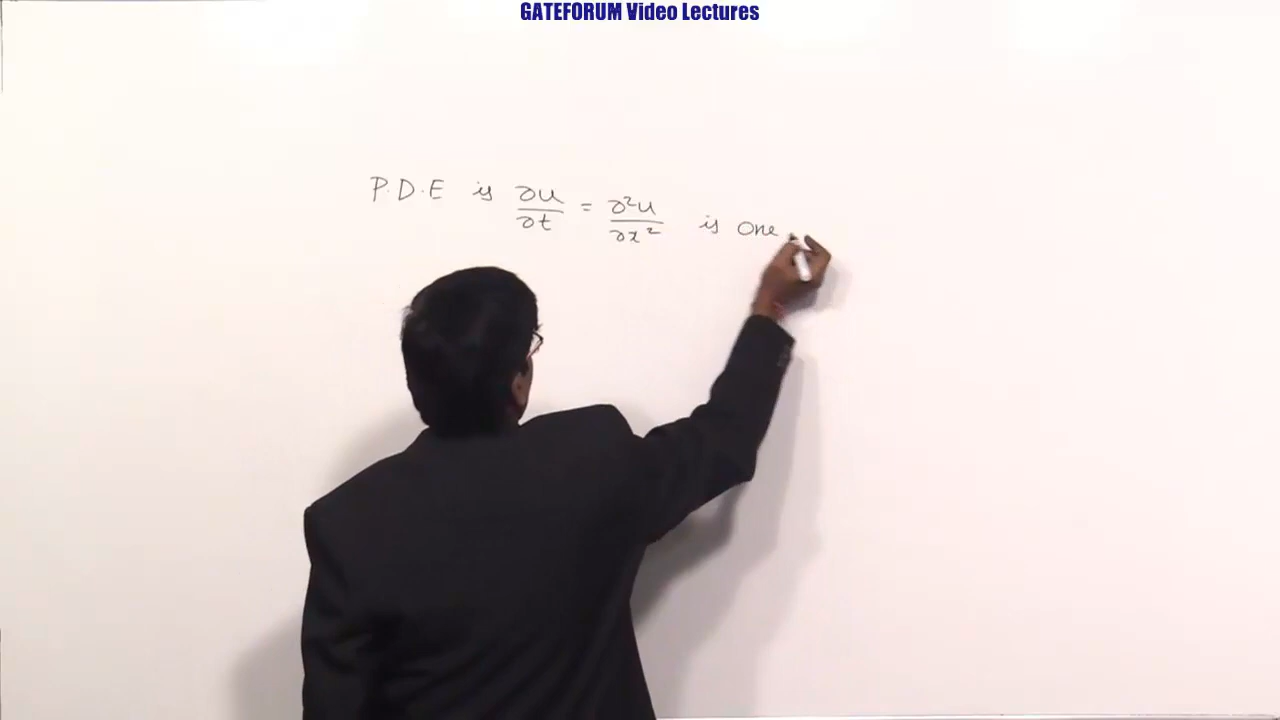 GATEFORUM Video Lectures
P.D.E is ∂u/∂t = ∂²u/∂x² is One